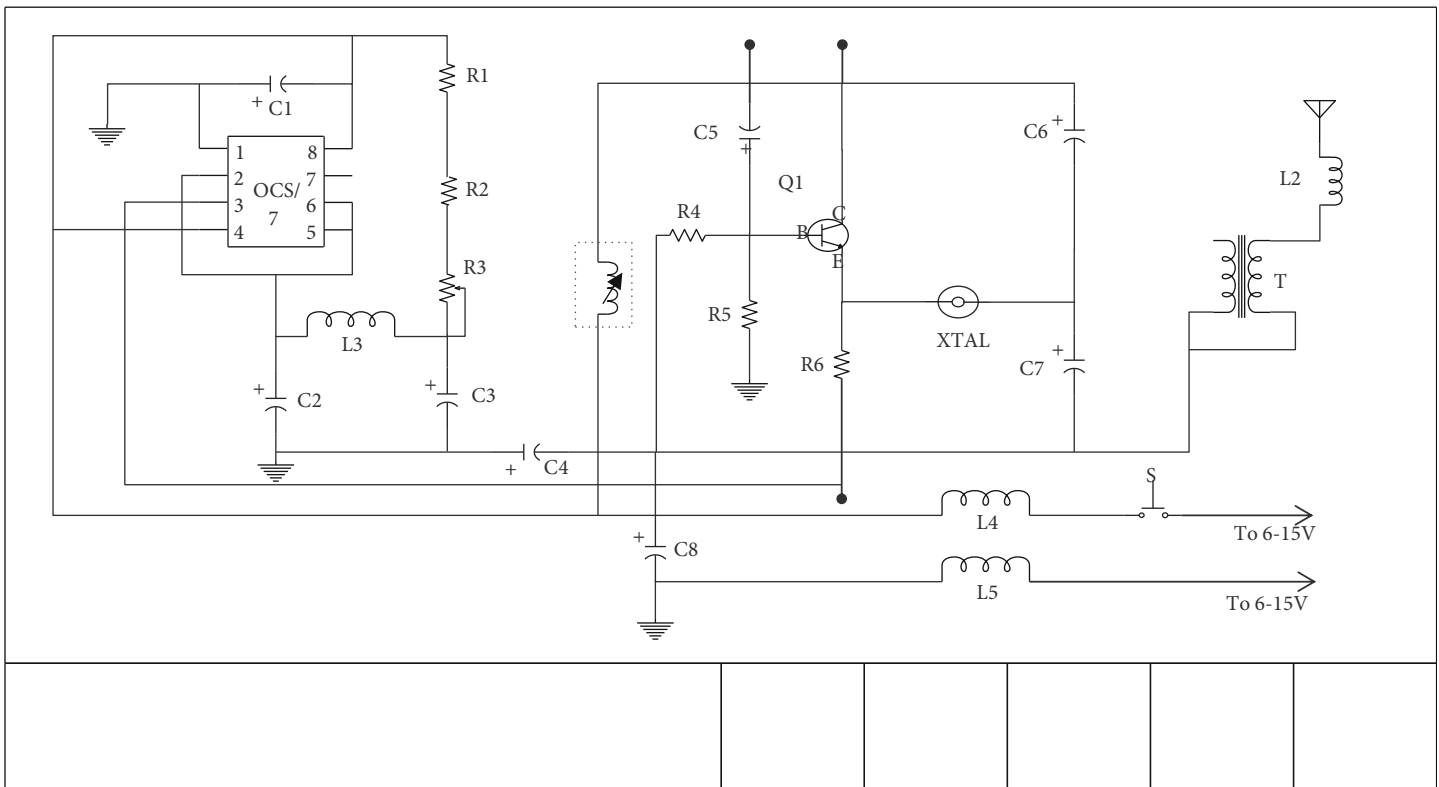 R1
+ C1
C5
+
C6 +
1 8
2 7
OCS/
7
3 6
4 5
Q1
L2
R2
R4
C
B
E
R3
R5
T
L3
XTAL
R6
C7 +
+ C2
+ C3
+ C4
S
L4
To 6-15V
+ C8
L5
To 6-15V